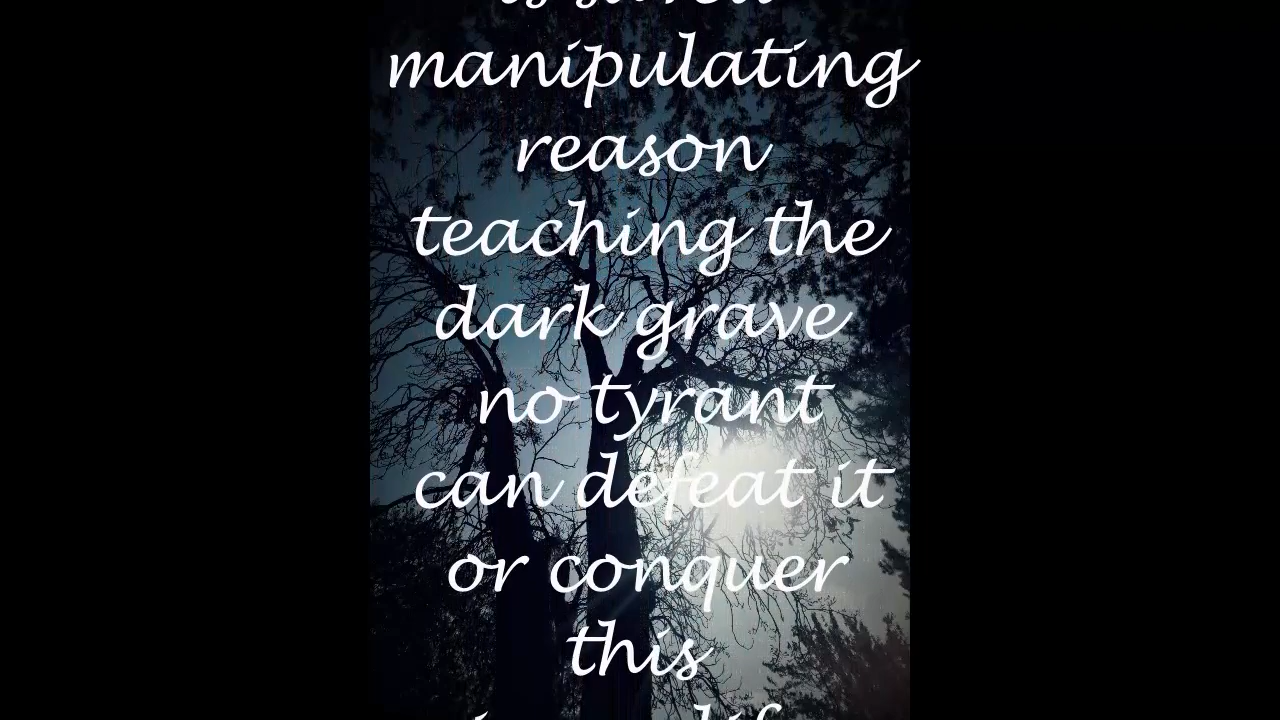 manipulating
reason
teaching the
dark grave
no tyrant
can defeat it
or conquer
this